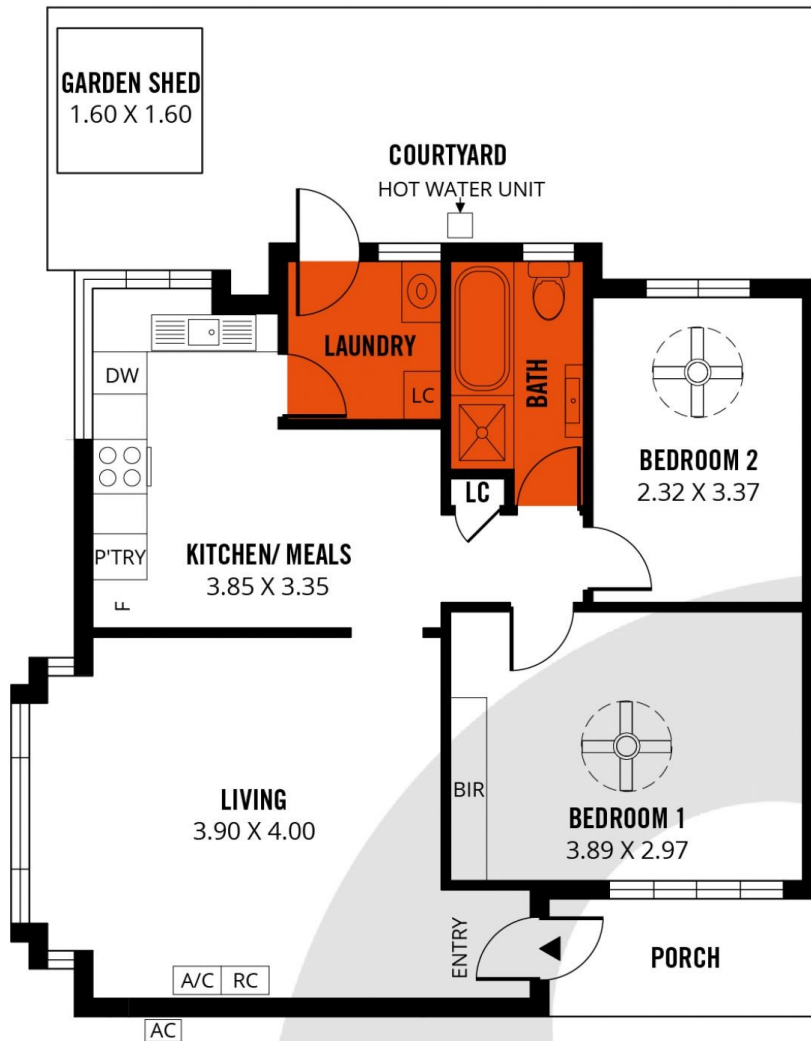 GARDEN SHED
1.60 X 1.60
COURTYARD
HOT WATER UNIT
LAUNDRY
LC
BATH
DW
BEDROOM 2
2.32 X 3.37
LC
P'TRY
KITCHEN/ MEALS
3.85 X 3.35
F
LIVING
3.90 X 4.00
BIR
BEDROOM 1
3.89 X 2.97
ENTRY
PORCH
A/C
RC
AC